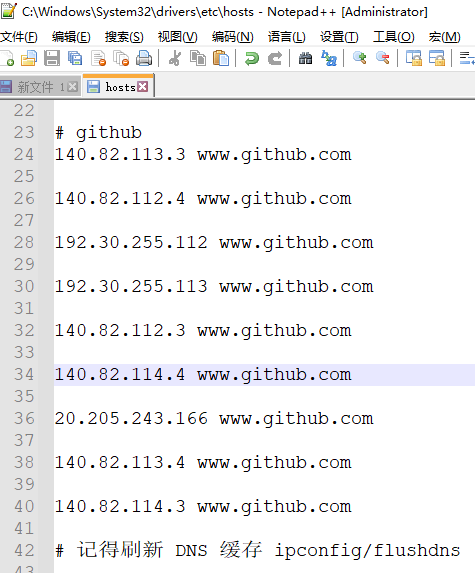 C:\Windows\System32\drivers\etc\hosts - Notepad++ [Administrator]
文件(F) 编辑(E) 搜索(S) 视图(V) 编码(N) 语言(L) 设置(T) 工具(O) 宏(M)
新文件 1 hosts
22
23 # github
24 140.82.113.3 www.github.com
25
26 140.82.112.4 www.github.com
27
28 192.30.255.112 www.github.com
29
30 192.30.255.113 www.github.com
31
32 140.82.112.3 www.github.com
33
34 140.82.114.4 www.github.com
35
36 20.205.243.166 www.github.com
37
38 140.82.113.4 www.github.com
39
40 140.82.114.3 www.github.com
41
42 # 记得刷新 DNS 缓存 ipconfig/flushdns
43